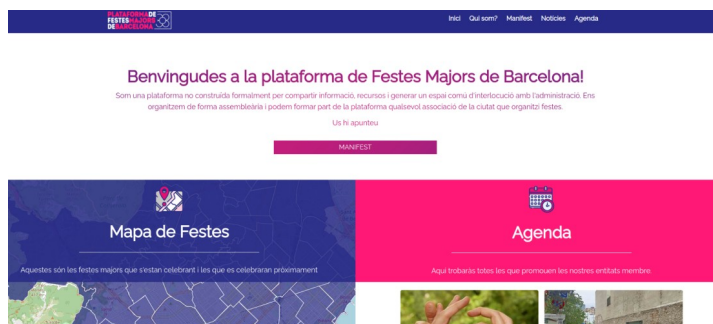 PLATAFORMA DE
FESTES MAJORS
DE BARCELONA
Inici Qui som? Manifest Notícies Agenda
Benvingudes a la plataforma de Festes Majors de Barcelona!
Som una plataforma no construïda formalment per compartir informació, recursos i generar un espai comú d'interlocució amb l'administració. Ens
organitzem de forma assembleària i podem formar part de la plataforma qualsevol associació de la ciutat que organitzi festes.
Us hi apunteu
MANIFEST
Mapa de Festes
Aquestes són les festes majors que s'estan celebrant i les que es celebraran pròximament
Agenda
Aquí trobaràs totes les que promouen les nostres entitats membre.